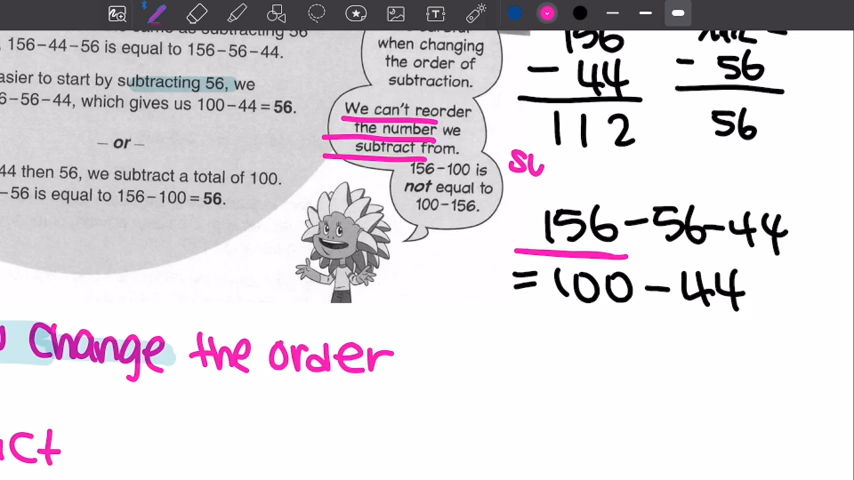 156−44−56 is equal to 156−56−44.
asier to start by subtracting 56, we
6−56−44, which gives us 100−44 = 56.
– or –
44 then 56, we subtract a total of 100.
−56 is equal to 156−100 = 56.
when changing
the order of
subtraction.
We can't reorder
the number we
subtract from.
156−100 is
not equal to
100−156.
156
− 44
112
− 56
56
su
156−56−44
= 100 − 44
Change the order
act